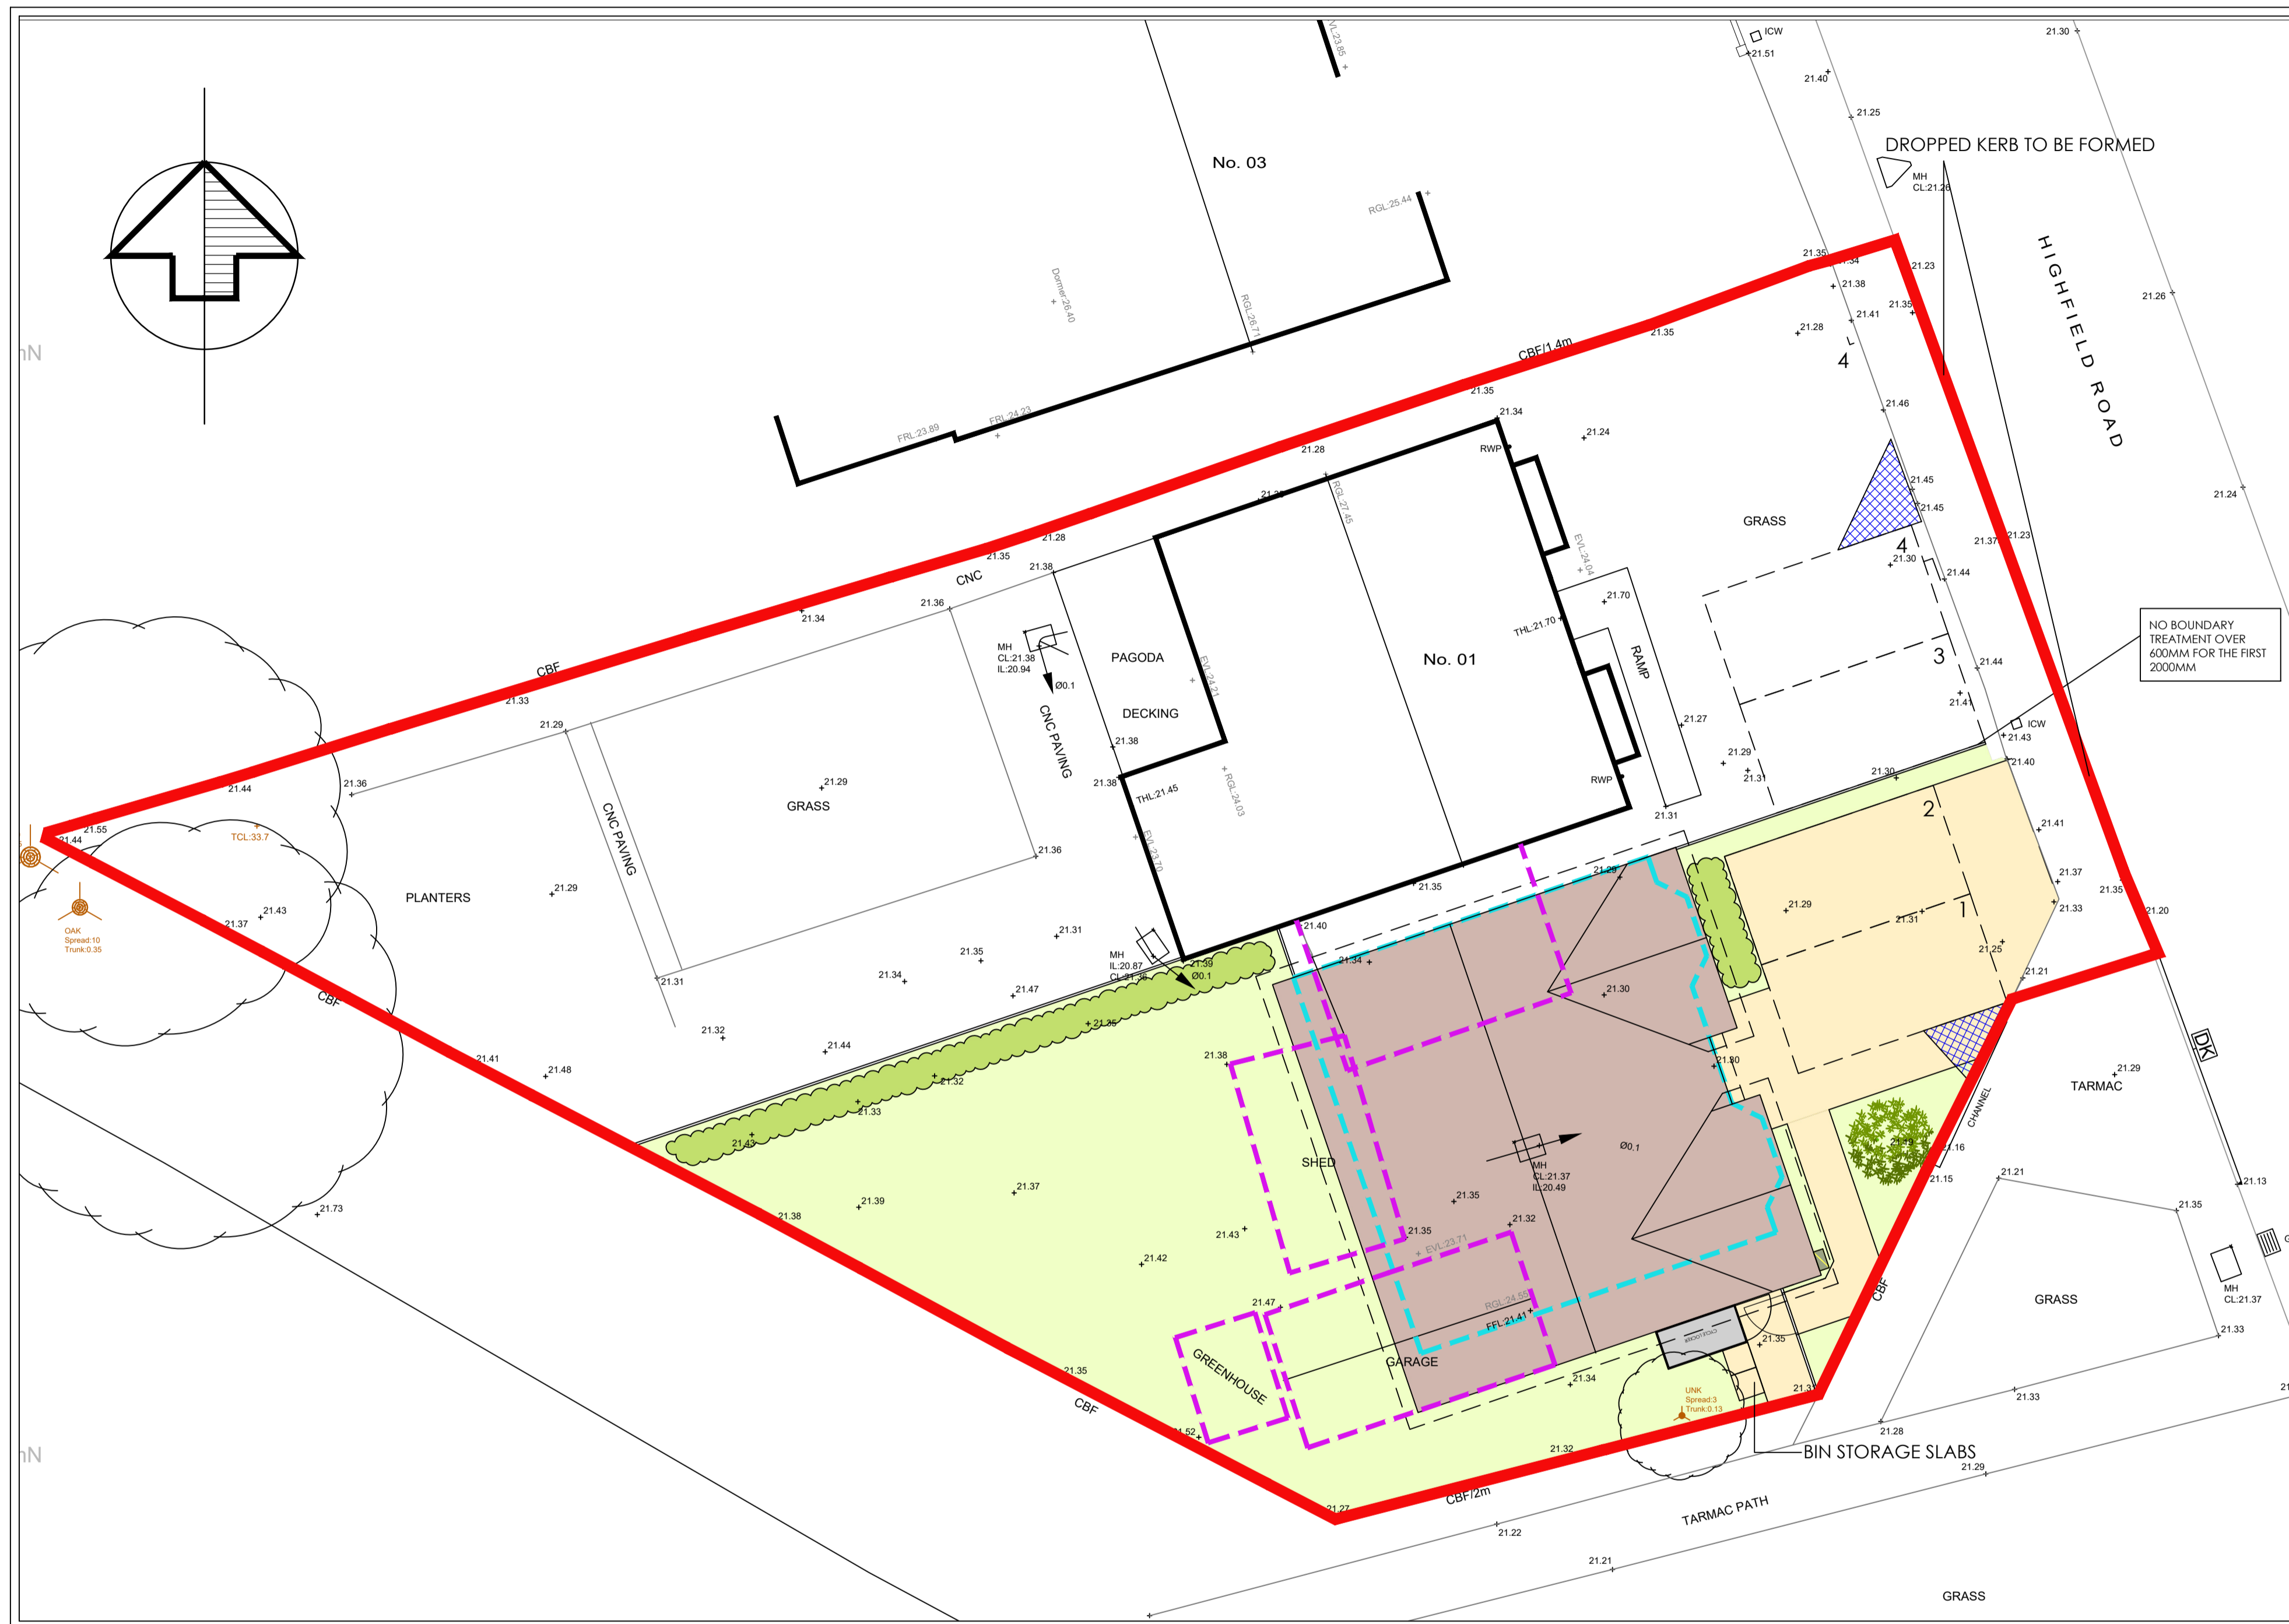 ICW
21.51
21.30
21.40
21.25
DROPPED KERB TO BE FORMED
MH
CL:21.26
No. 03
RGL:25.44
Dormer:26.40
RGL:26.71
HIGHFIELD ROAD
21.35
21.23
21.38
21.35
21.41
21.28
21.26
21.35
4
CBF/1.4m
21.35
21.46
21.34
FRL:23.89
FRL:24.23
21.24
RWP
21.28
RGL:27.45
21.45
21.45
21.24
GRASS
21.28
21.35
21.38
CNC
EVL:24.04
4
21.30
21.37
21.23
21.44
21.36
21.34
21.70
THL:21.70
NO BOUNDARY
TREATMENT OVER
600MM FOR THE FIRST
2000MM
MH
CL:21.38
IL:20.94
Ø0.1
PAGODA
EVL:24.21
No. 01
RAMP
3
21.44
CBF
21.33
21.29
CNC PAVING
DECKING
21.38
21.27
21.41
ICW
21.43
21.29
21.31
21.40
21.30
21.44
21.36
21.29
GRASS
21.38
THL:21.45
RGL:24.03
RWP
2
21.31
21.41
21.55
21.44
TCL:33.7
CNC PAVING
21.36
EVL:23.70
21.29
21.37
21.35
PLANTERS
21.29
21.35
21.29
1
21.31
21.33
21.20
OAK
Spread:10
Trunk:0.35
21.43
21.37
21.31
21.40
21.25
21.35
MH
IL:20.87
CL:21.36
21.39
Ø0.1
21.34
21.34
21.47
21.30
21.21
CBF
21.31
21.32
21.35
DK
21.44
21.38
21.30
21.29
TARMAC
21.41
21.48
21.32
21.33
CHANNEL
21.43
SHED
Ø0.1
21.19
21.16
MH
CL:21.37
IL:20.49
21.15
21.21
21.13
21.73
21.38
21.39
21.37
21.35
21.35
21.43
21.35
21.32
21.42
EVL:23.71
CBF
MH
CL:21.37
GRASS
21.47
RGL:24.55
FFL:21.41
CYCLE LOCKER
21.35
21.33
GREENHOUSE
GARAGE
21.35
21.34
UNK
Spread:3
Trunk:0.13
21.33
CBF
21.28
21.32
BIN STORAGE SLABS
21.29
21.27
CBF/2m
TARMAC PATH
21.22
21.21
GRASS